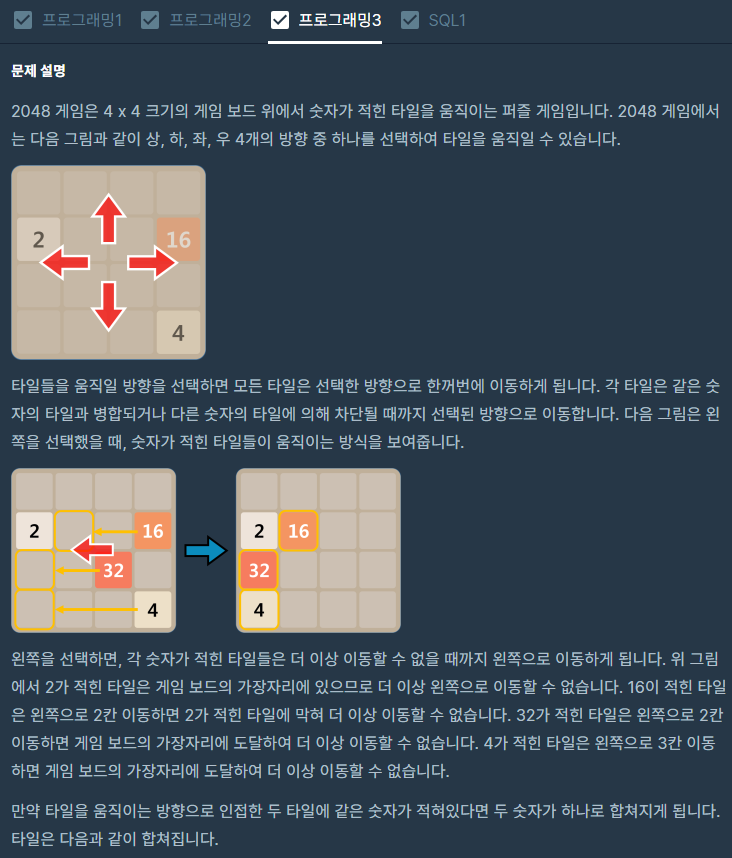 프로그래밍1 프로그래밍2 프로그래밍3 SQL1
문제 설명
2048 게임은 4 x 4 크기의 게임 보드 위에서 숫자가 적힌 타일을 움직이는 퍼즐 게임입니다. 2048 게임에서
는 다음 그림과 같이 상, 하, 좌, 우 4개의 방향 중 하나를 선택하여 타일을 움직일 수 있습니다.
2 16
4
타일들을 움직일 방향을 선택하면 모든 타일은 선택한 방향으로 한꺼번에 이동하게 됩니다. 각 타일은 같은 숫
자의 타일과 병합되거나 다른 숫자의 타일에 의해 차단될 때까지 선택된 방향으로 이동합니다. 다음 그림은 왼
쪽을 선택했을 때, 숫자가 적힌 타일들이 움직이는 방식을 보여줍니다.
2 16 2 16
32 32
4 4
왼쪽을 선택하면, 각 숫자가 적힌 타일들은 더 이상 이동할 수 없을 때까지 왼쪽으로 이동하게 됩니다. 위 그림
에서 2가 적힌 타일은 게임 보드의 가장자리에 있으므로 더 이상 왼쪽으로 이동할 수 없습니다. 16이 적힌 타일
은 왼쪽으로 2칸 이동하면 2가 적힌 타일에 막혀 더 이상 이동할 수 없습니다. 32가 적힌 타일은 왼쪽으로 2칸
이동하면 게임 보드의 가장자리에 도달하여 더 이상 이동할 수 없습니다. 4가 적힌 타일은 왼쪽으로 3칸 이동
하면 게임 보드의 가장자리에 도달하여 더 이상 이동할 수 없습니다.
만약 타일을 움직이는 방향으로 인접한 두 타일에 같은 숫자가 적혀있다면 두 숫자가 하나로 합쳐지게 됩니다.
타일은 다음과 같이 합쳐집니다.